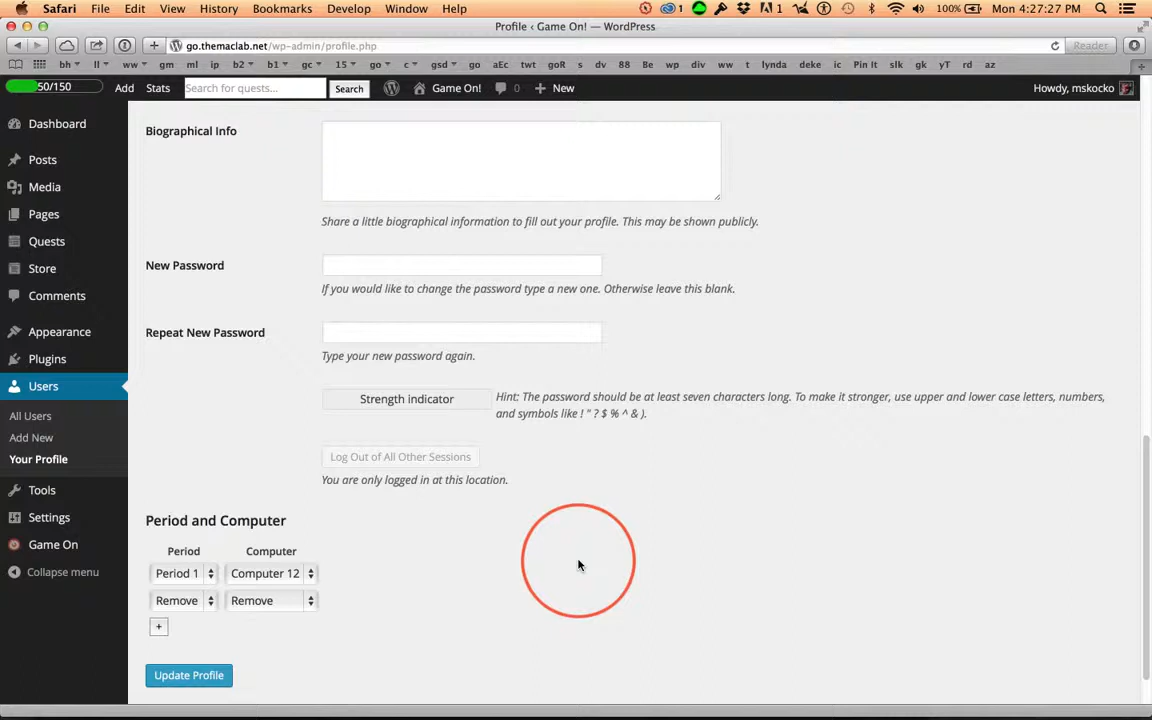 Safari File Edit View History Bookmarks Develop Window Help 1 1 100% Mon 4:27:27 PM
Profile ‹ Game On! — WordPress
go.themaclab.net/wp-admin/profile.php Reader
bh ll ww gm ml ip b2 b1 gc 15 go c gsd go aEc twt goR s dv 88 Be wp div ww t lynda deke ic Pin It slk gk yT rd az
50/150 Add Stats Search for quests... Search Game On! 0 New Howdy, mskocko
Dashboard
Posts
Media
Pages
Quests
Store
Comments
Appearance
Plugins
Users
All Users
Add New
Your Profile
Tools
Settings
Game On
Collapse menu
Biographical Info
Share a little biographical information to fill out your profile. This may be shown publicly.
New Password
If you would like to change the password type a new one. Otherwise leave this blank.
Repeat New Password
Type your new password again.
Strength indicator
Hint: The password should be at least seven characters long. To make it stronger, use upper and lower case letters, numbers,
and symbols like ! " ? $ % ^ & ).
Log Out of All Other Sessions
You are only logged in at this location.
Period and Computer
Period Computer
Period 1 Computer 12
Remove Remove
+
Update Profile